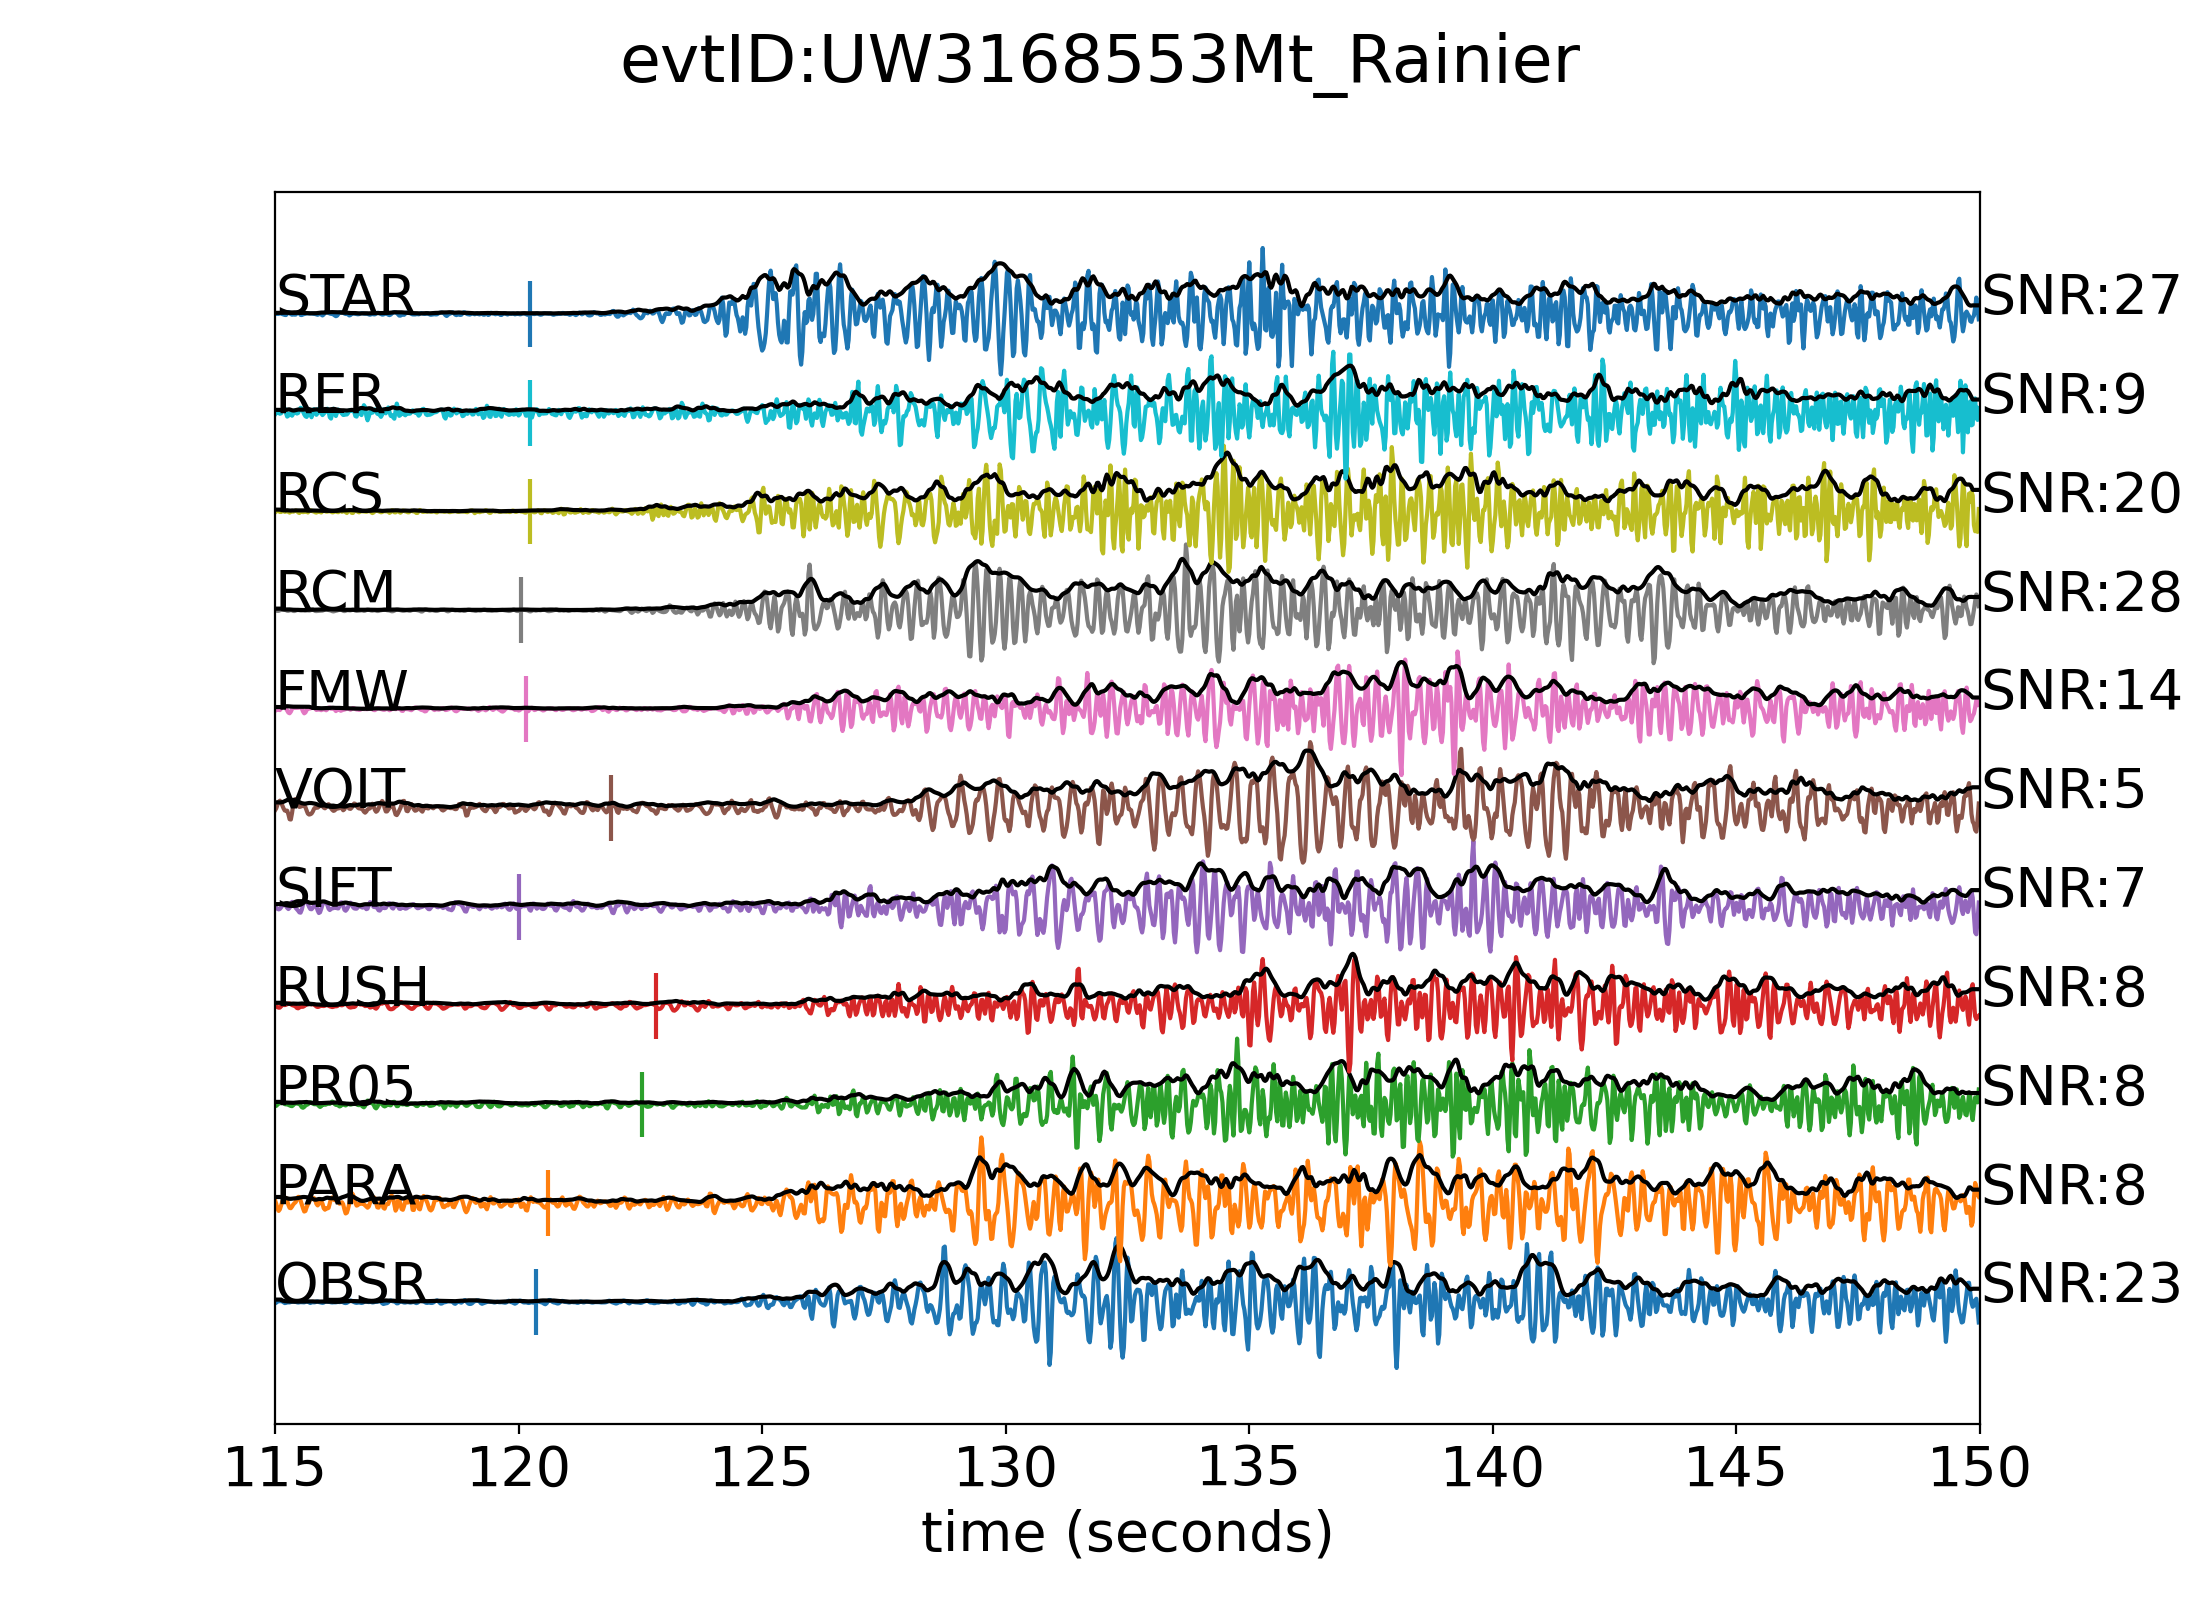 evtID:UW3168553Mt_Rainier
STAR SNR:27
RER SNR:9
RCS SNR:20
RCM SNR:28
FMW SNR:14
VOIT SNR:5
SIFT SNR:7
RUSH SNR:8
PR05 SNR:8
PARA SNR:8
OBSR SNR:23
115 120 125 130 135 140 145 150
time (seconds)